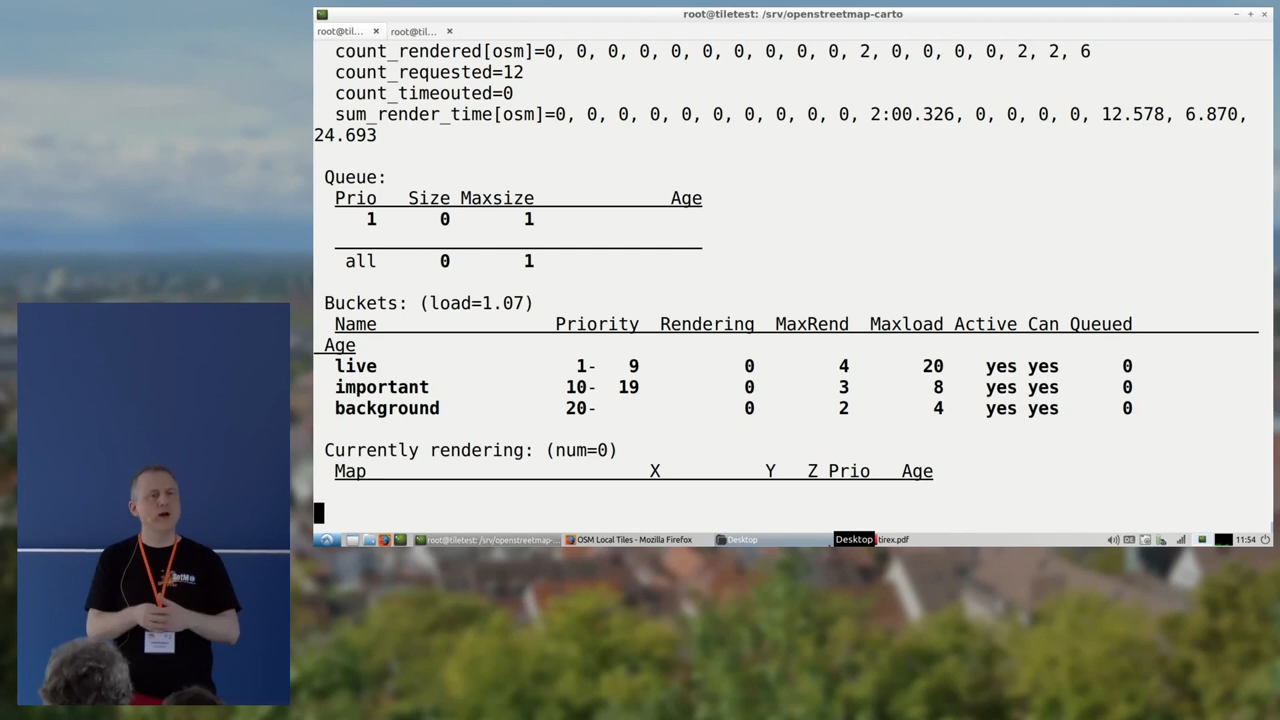 root@tiletest: /srv/openstreetmap-carto
root@til... × root@til... ×
count_rendered[osm]=0, 0, 0, 0, 0, 0, 0, 0, 0, 0, 2, 0, 0, 0, 0, 2, 2, 6
count_requested=12
count_timeouted=0
sum_render_time[osm]=0, 0, 0, 0, 0, 0, 0, 0, 0, 0, 2:00.326, 0, 0, 0, 0, 12.578, 6.870,
24.693
Queue:
Prio Size Maxsize Age
1 0 1
all 0 1
Buckets: (load=1.07)
Name Priority Rendering MaxRend Maxload Active Can Queued
Age
live 1- 9 0 4 20 yes yes 0
important 10- 19 0 3 8 yes yes 0
background 20- 0 2 4 yes yes 0
Currently rendering: (num=0)
Map X Y Z Prio Age
root@tiletest: /srv/openstreetmap-... OSM Local Tiles - Mozilla Firefox Desktop Desktop tirex.pdf DE 11:54